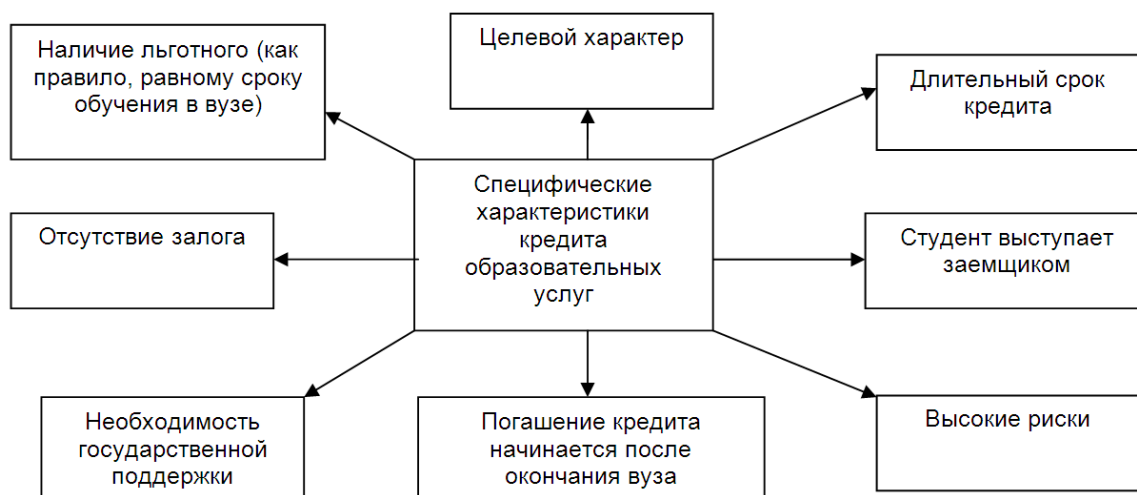 Наличие льготного (как
правило, равному сроку
обучения в вузе)
Целевой характер
Длительный срок
кредита
Специфические
характеристики
кредита
образовательных
услуг
Отсутствие залога
Студент выступает
заемщиком
Необходимость
государственной
поддержки
Погашение кредита
начинается после
окончания вуза
Высокие риски